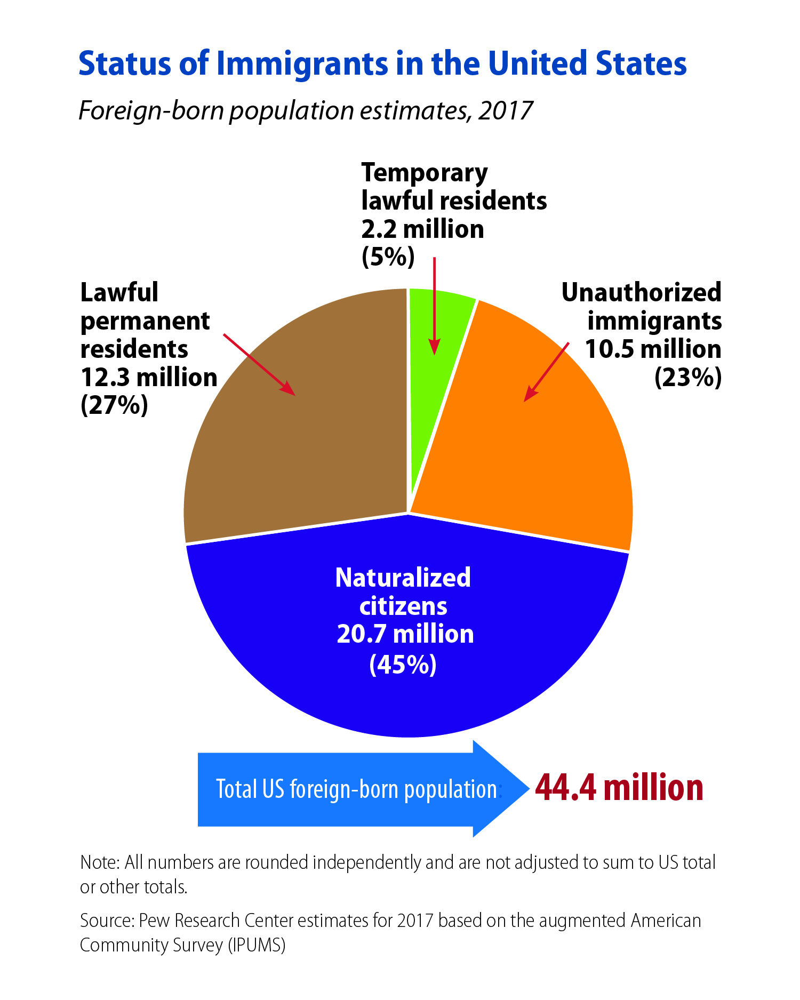 Status of Immigrants in the United States
Foreign-born population estimates, 2017
Temporary
lawful residents
2.2 million
(5%)
Lawful
permanent
residents
12.3 million
(27%)
Unauthorized
immigrants
10.5 million
(23%)
Naturalized
citizens
20.7 million
(45%)
Total US foreign-born population: 44.4 million
Note: All numbers are rounded independently and are not adjusted to sum to US total
or other totals.
Source: Pew Research Center estimates for 2017 based on the augmented American
Community Survey (IPUMS)